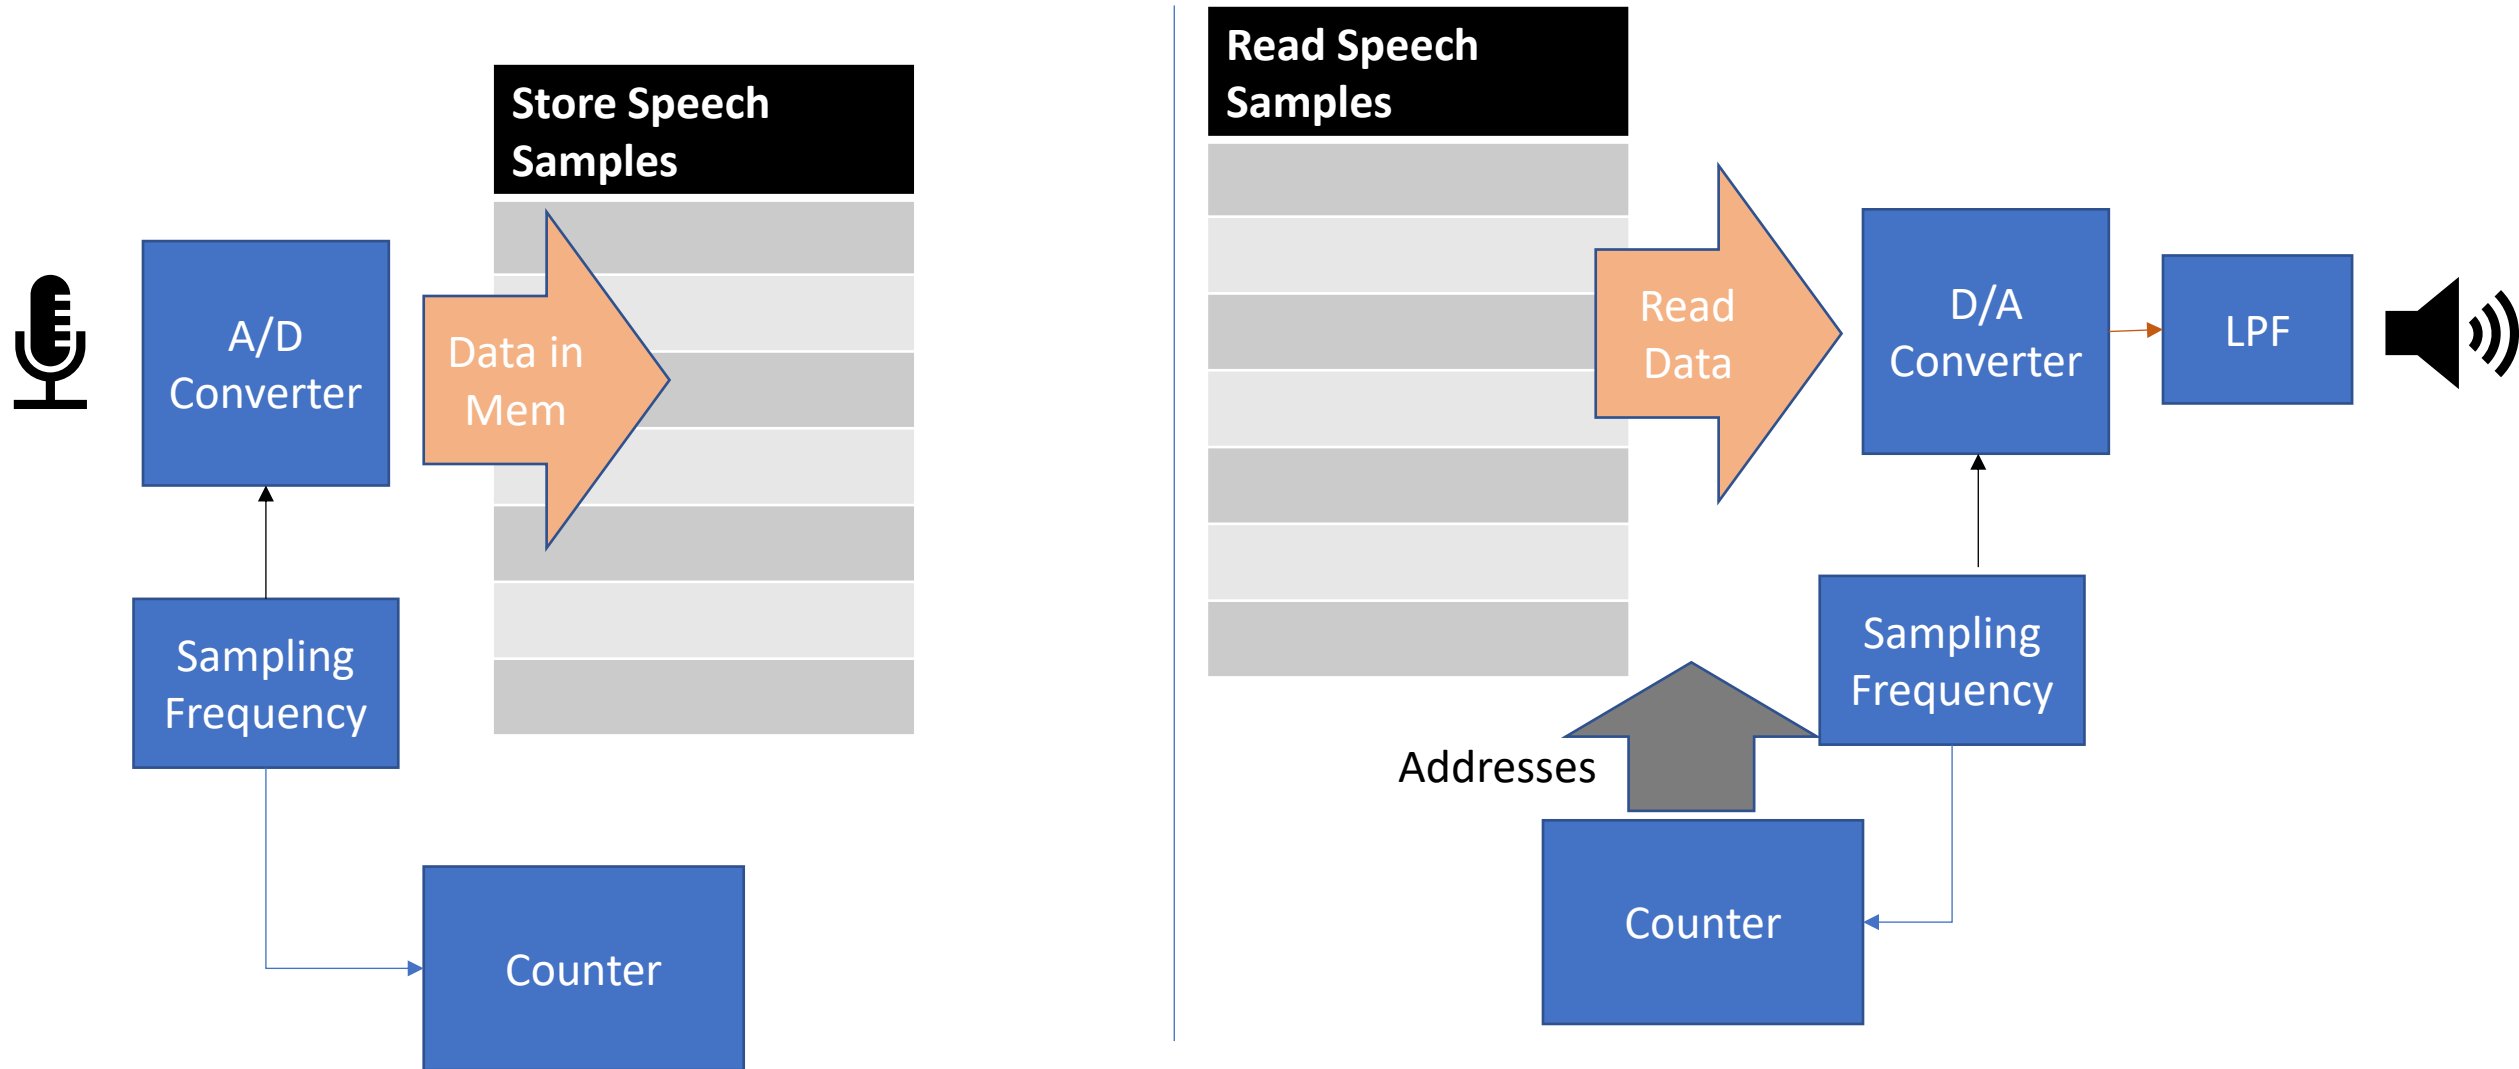 Store Speech
Samples
A/D
Converter
Data in
Mem
Sampling
Frequency
Counter
Read Speech
Samples
Read
Data
D/A
Converter
LPF
Sampling
Frequency
Addresses
Counter